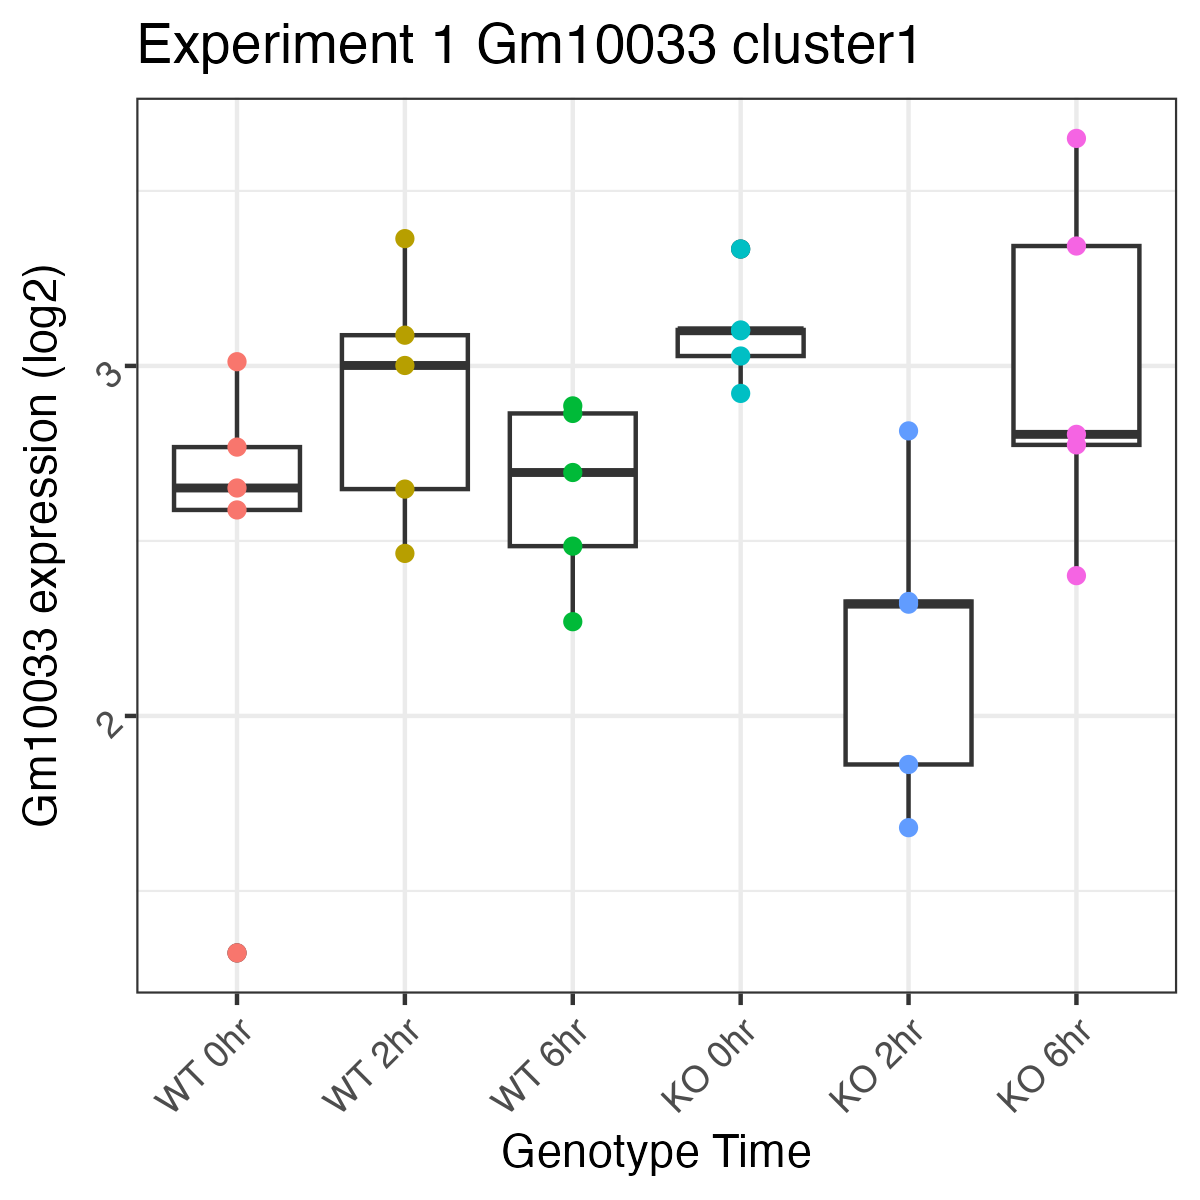 Experiment 1 Gm10033 cluster1
Gm10033 expression (log2)
3
2
WT 0hr
WT 2hr
WT 6hr
KO 0hr
KO 2hr
KO 6hr
Genotype Time